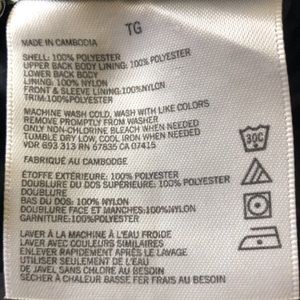 TG
MADE IN CAMBODIA
SHELL: 100% POLYESTER
UPPER BACK BODY LINING: 100% POLYESTER
LOWER BACK BODY
LINING: 100% NYLON
FRONT & SLEEVE LINING:100%NYLON
TRIM:100%POLYESTER
MACHINE WASH COLD, WASH WITH LIKE COLORS
REMOVE PROMPTLY FROM WASHER
ONLY NON-CHLORINE BLEACH WHEN NEEDED
TUMBLE DRY LOW, COOL IRON WHEN NEEDED
VDR 693 313 RN 67835 CA 07415
30C
FABRIQUÉ AU CAMBODGE
ÉTOFFE EXTÉRIEURE: 100% POLYESTER
DOUBLURE DU DOS SUPÉRIEURE: 100% POLYESTER
DOUBLURE
BAS DU DOS: 100%NYLON
DOUBLURE FACE ET MANCHES:100%NYLON
GARNITURE:100%POLYESTER
LAVER À LA MACHINE À L'EAU FROIDE
LAVER AVEC COULEURS SIMILAIRES
ENLEVER RAPIDEMENT APRÈS LE LAVAGE
UTILISER SEULEMENT EAU
DE JAVEL SANS CHLORE AU BESOIN
SÉCHER À CHALEUR BASSE FER FRAIS AU BESOIN